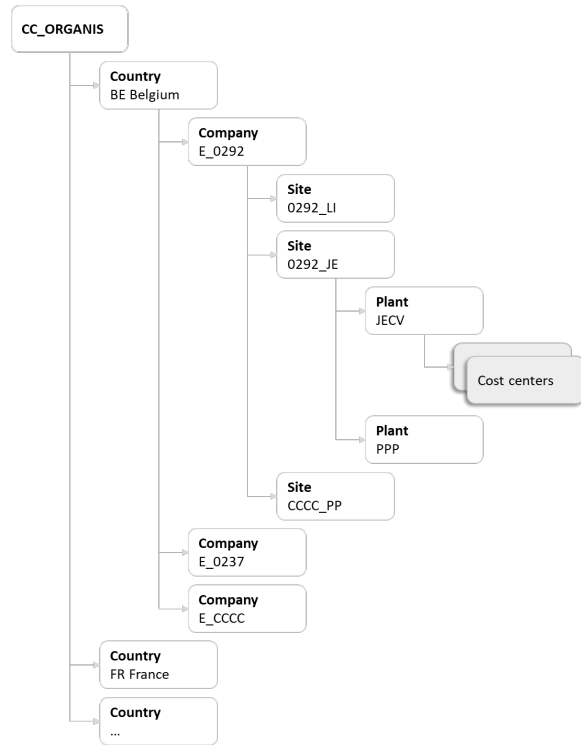 CC_ORGANIS
Country
BE Belgium
Company
E_0292
Site
0292_LI
Site
0292_JE
Plant
JECV
Cost centers
Plant
PPP
Site
CCCC_PP
Company
E_0237
Company
E_CCCC
Country
FR France
Country
...